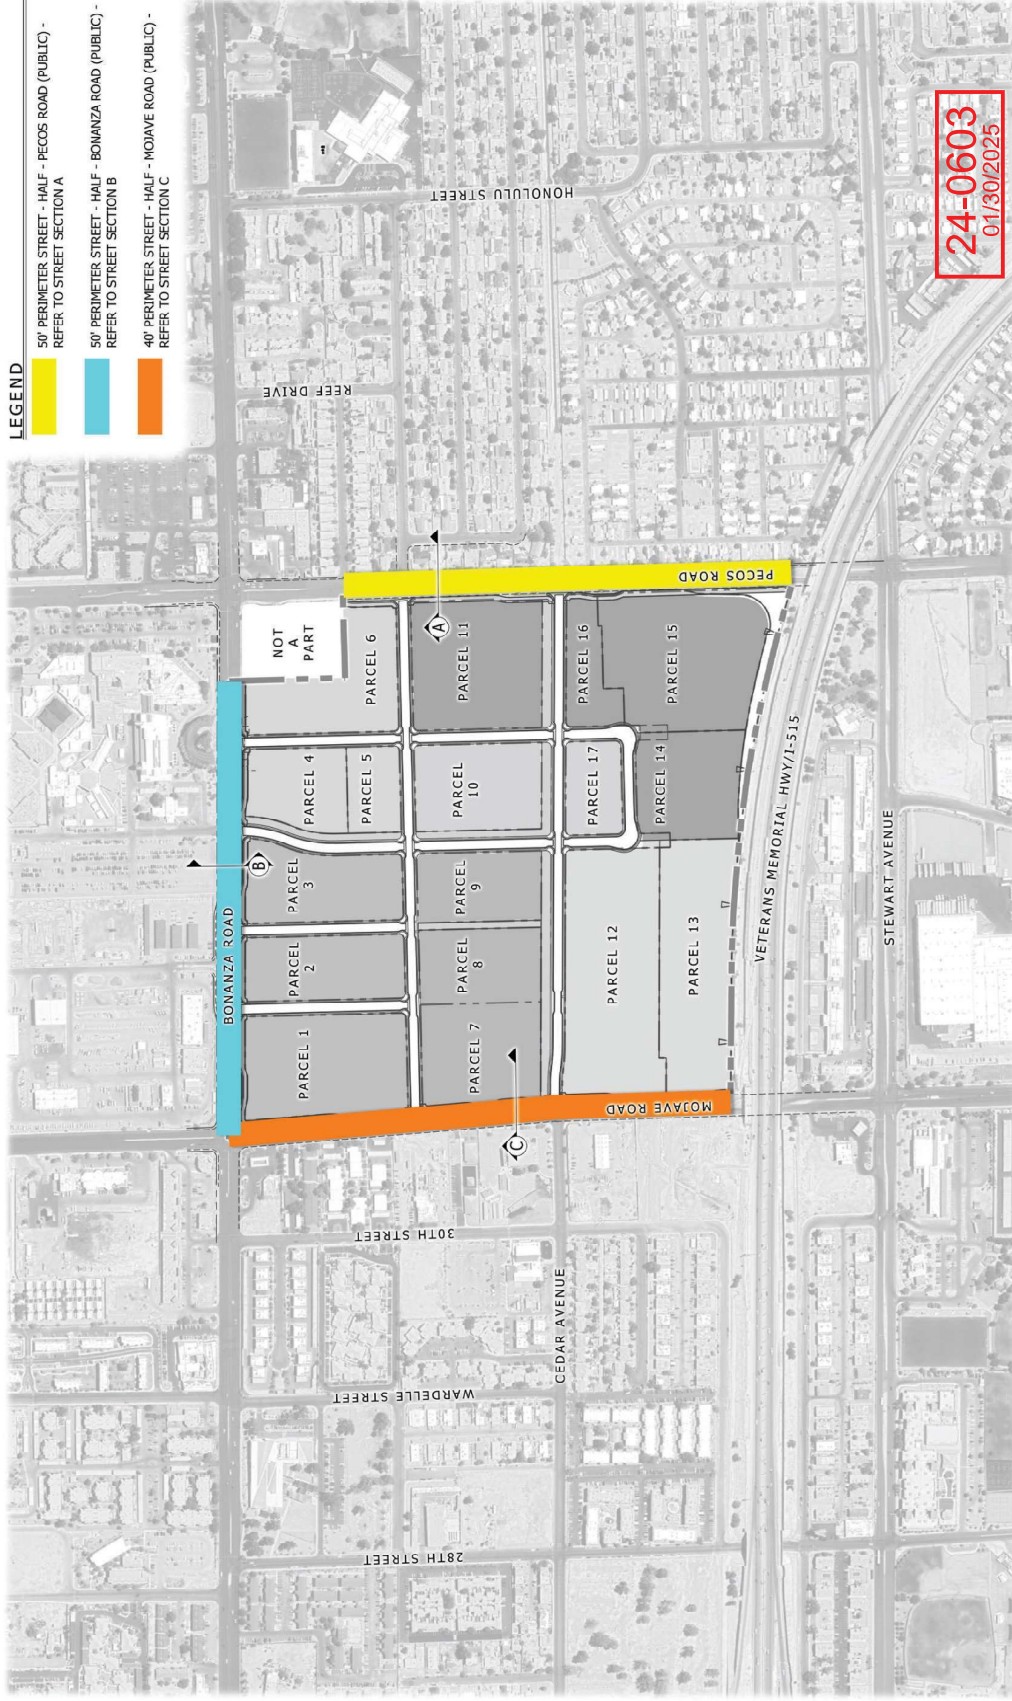 LEGEND
50' PERIMETER STREET - HALF - PECOS ROAD (PUBLIC) -
REFER TO STREET SECTION A
50' PERIMETER STREET - HALF - BONANZA ROAD (PUBLIC) -
REFER TO STREET SECTION B
40' PERIMETER STREET - HALF - MOJAVE ROAD (PUBLIC) -
REFER TO STREET SECTION C
24-0603
01/30/2025
HONOLULU STREET
REEF DRIVE
PECOS ROAD
NOT
A
PART
PARCEL 6
A
PARCEL 11
PARCEL 16
PARCEL 15
PARCEL 4
PARCEL 5
PARCEL
10
PARCEL 17
PARCEL 14
VETERANS MEMORIAL HWY/I-515
STEWART AVENUE
B
BONANZA ROAD
PARCEL
3
PARCEL
9
PARCEL
2
PARCEL
8
PARCEL 12
PARCEL 13
PARCEL 1
PARCEL 7
C
MOJAVE ROAD
30TH STREET
CEDAR AVENUE
WARDELLE STREET
28TH STREET